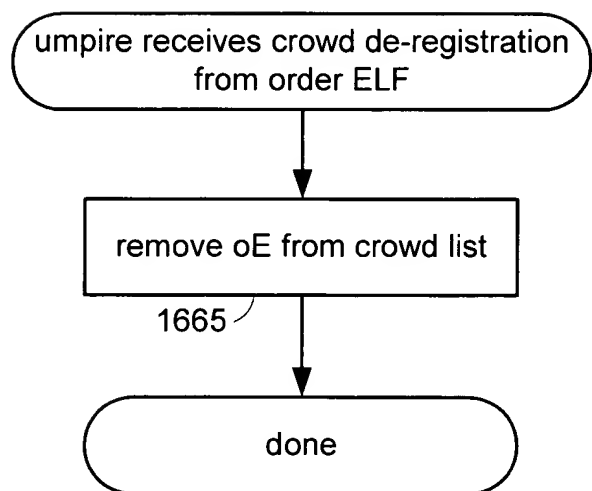 umpire receives crowd de-registration
from order ELF
remove oE from crowd list
1665
done